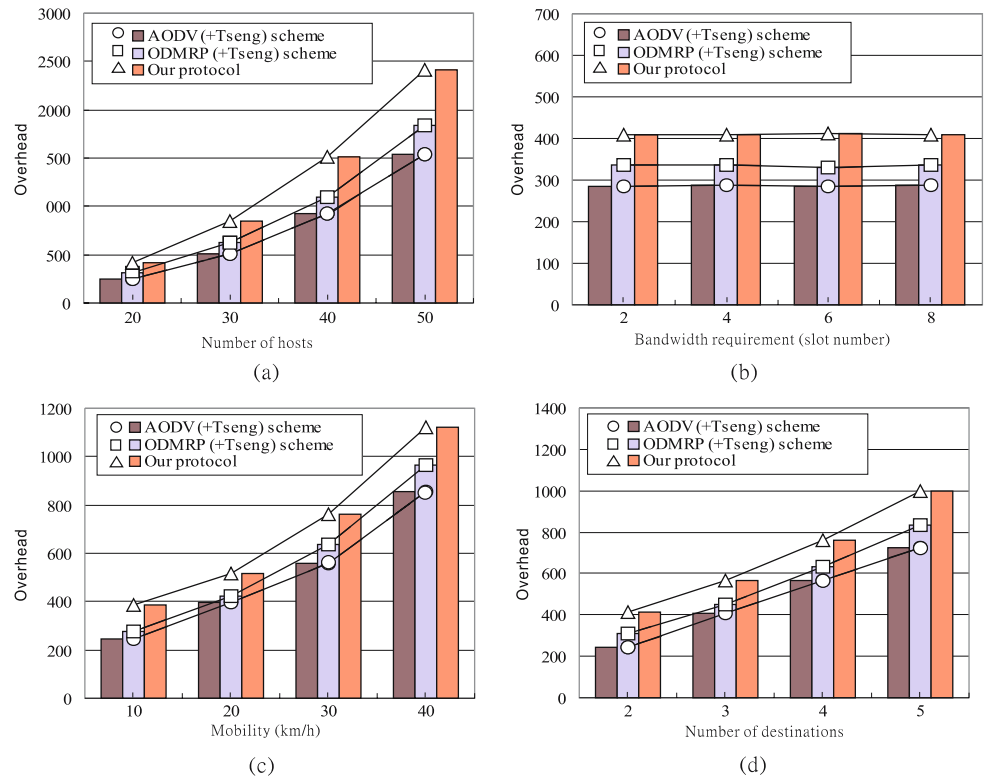 3000
2500
2000
500
000
500
0
Overhead
AODV (+Tseng) scheme
ODMRP (+Tseng) scheme
Our protocol
20 30 40 50
Number of hosts
(a)
700
600
500
400
300
200
100
0
Overhead
AODV (+Tseng) scheme
ODMRP (+Tseng) scheme
Our protocol
2 4 6 8
Bandwidth requirement (slot number)
(b)
1200
1000
800
600
400
200
0
Overhead
AODV (+Tseng) scheme
ODMRP (+Tseng) scheme
Our protocol
10 20 30 40
Mobility (km/h)
(c)
1400
1200
1000
800
600
400
200
0
Overhead
AODV (+Tseng) scheme
ODMRP (+Tseng) scheme
Our protocol
2 3 4 5
Number of destinations
(d)